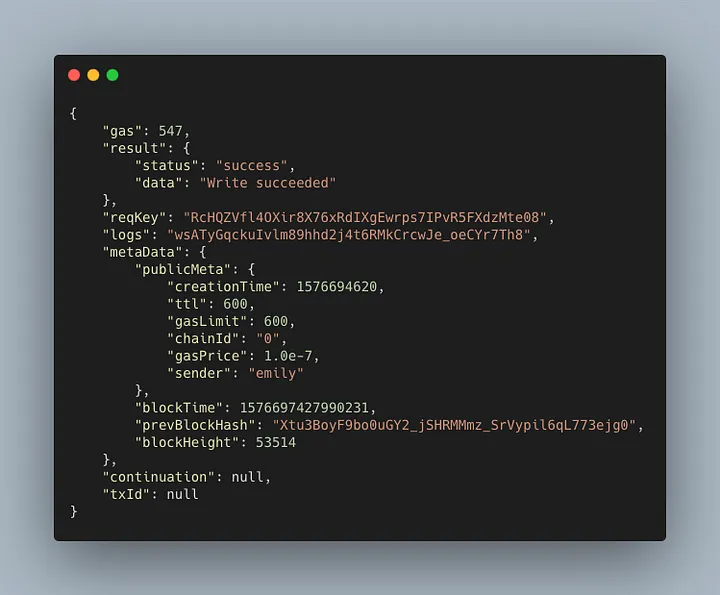 {
    "gas": 547,
    "result": {
        "status": "success",
        "data": "Write succeeded"
    },
    "reqKey": "RcHQZVfl4OXir8X76xRdIXgEwrps7IPvR5FXdzMte08",
    "logs": "wsATyGqckuIvlm89hhd2j4t6RMkCrcwJe_oeCYr7Th8",
    "metaData": {
        "publicMeta": {
            "creationTime": 1576694620,
            "ttl": 600,
            "gasLimit": 600,
            "chainId": "0",
            "gasPrice": 1.0e-7,
            "sender": "emily"
        },
        "blockTime": 1576697427990231,
        "prevBlockHash": "Xtu3BoyF9bo0uGY2_jSHRMMmz_SrVypil6qL773ejg0",
        "blockHeight": 53514
    },
    "continuation": null,
    "txId": null
}